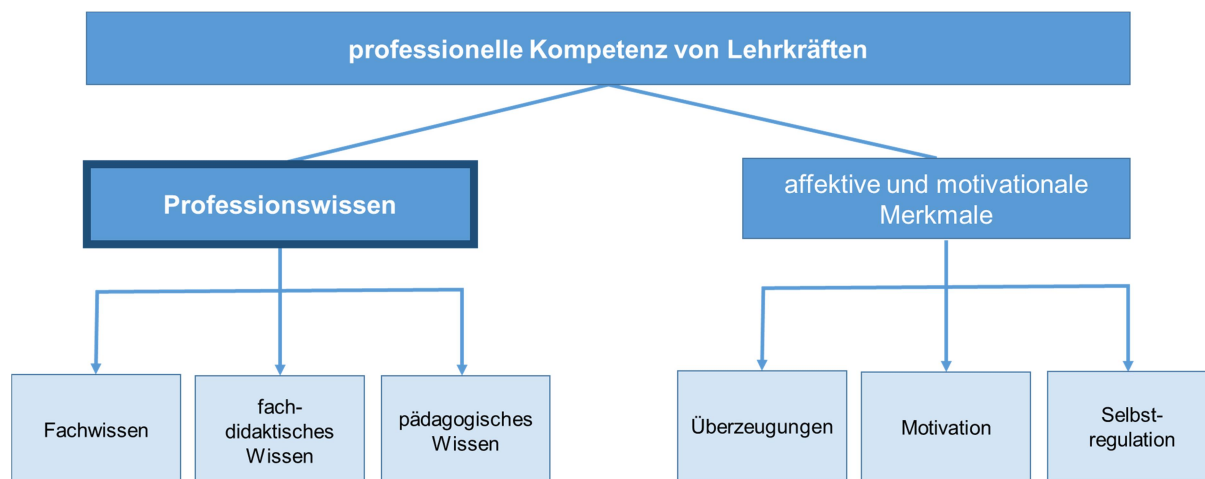 professionelle Kompetenz von Lehrkräften
Professionswissen
affektive und motivationale
Merkmale
Fachwissen
fach-
didaktisches
Wissen
pädagogisches
Wissen
Überzeugungen
Motivation
Selbst-
regulation